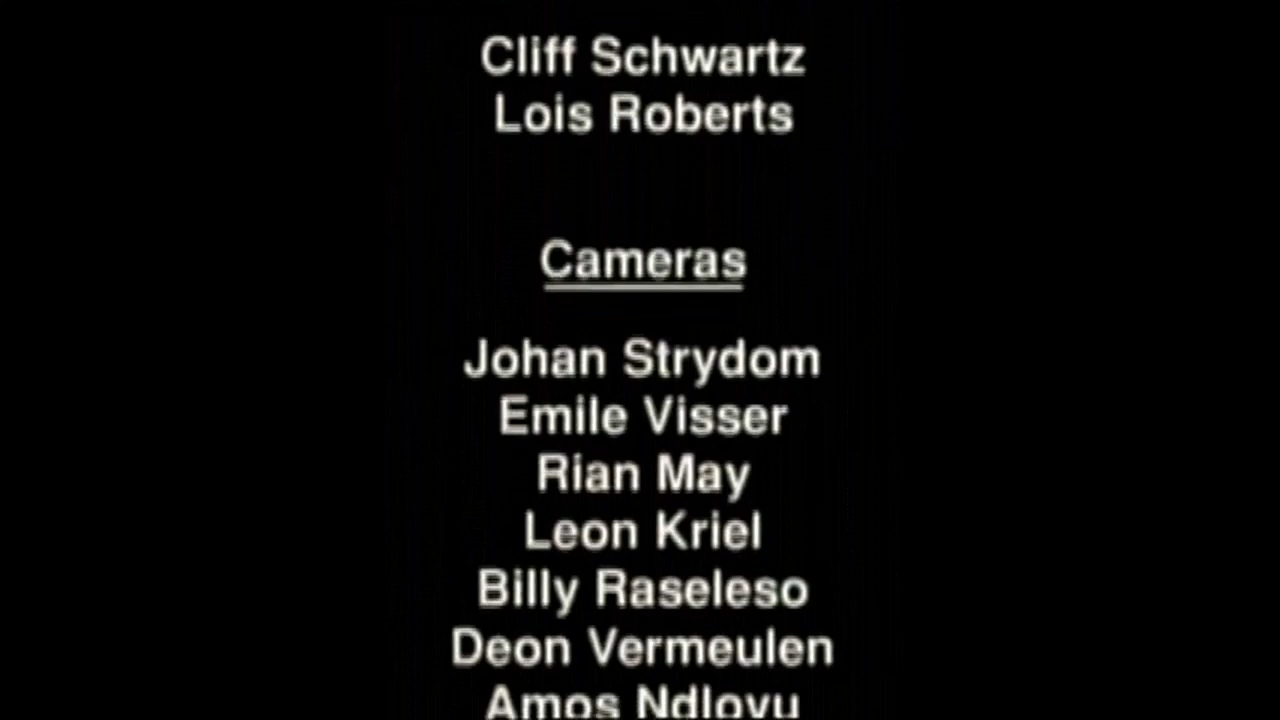 Cliff Schwartz
Lois Roberts
Cameras
Johan Strydom
Emile Visser
Rian May
Leon Kriel
Billy Raseleso
Deon Vermeulen
Amos Ndlovu